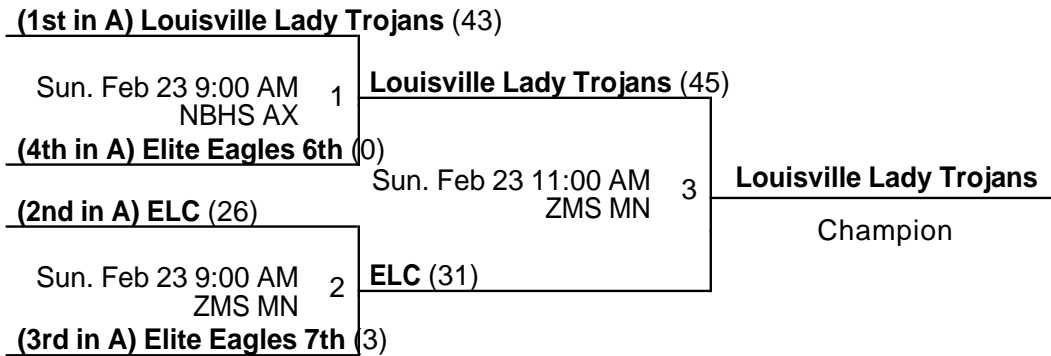 (1st in A) Louisville Lady Trojans (43)
Sun. Feb 23 9:00 AM
NBHS AX
1
Louisville Lady Trojans (45)
(4th in A) Elite Eagles 6th (0)
Sun. Feb 23 11:00 AM
ZMS MN
3
Louisville Lady Trojans
Champion
(2nd in A) ELC (26)
Sun. Feb 23 9:00 AM
ZMS MN
2
ELC (31)
(3rd in A) Elite Eagles 7th (3)